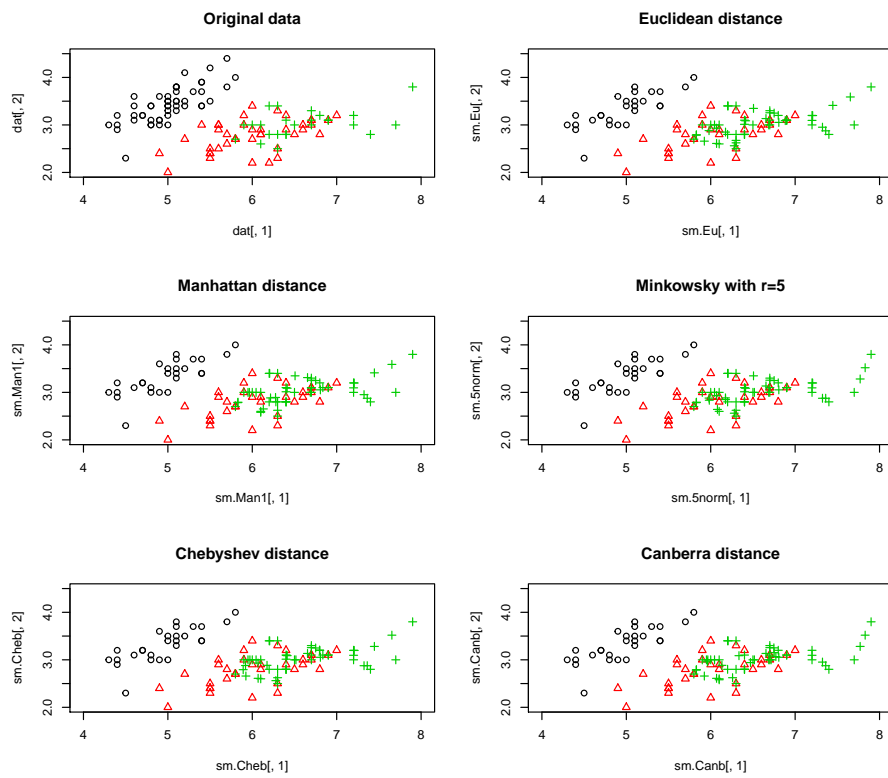 Original data
dat[, 2]
2.0 3.0 4.0
4 5 6 7 8
dat[, 1]
Euclidean distance
sm.Eu[, 2]
2.0 3.0 4.0
4 5 6 7 8
sm.Eu[, 1]
Manhattan distance
sm.Man1[, 2]
2.0 3.0 4.0
4 5 6 7 8
sm.Man1[, 1]
Minkowsky with r=5
sm.5norm[, 2]
2.0 3.0 4.0
4 5 6 7 8
sm.5norm[, 1]
Chebyshev distance
sm.Cheb[, 2]
2.0 3.0 4.0
4 5 6 7 8
sm.Cheb[, 1]
Canberra distance
sm.Canb[, 2]
2.0 3.0 4.0
4 5 6 7 8
sm.Canb[, 1]